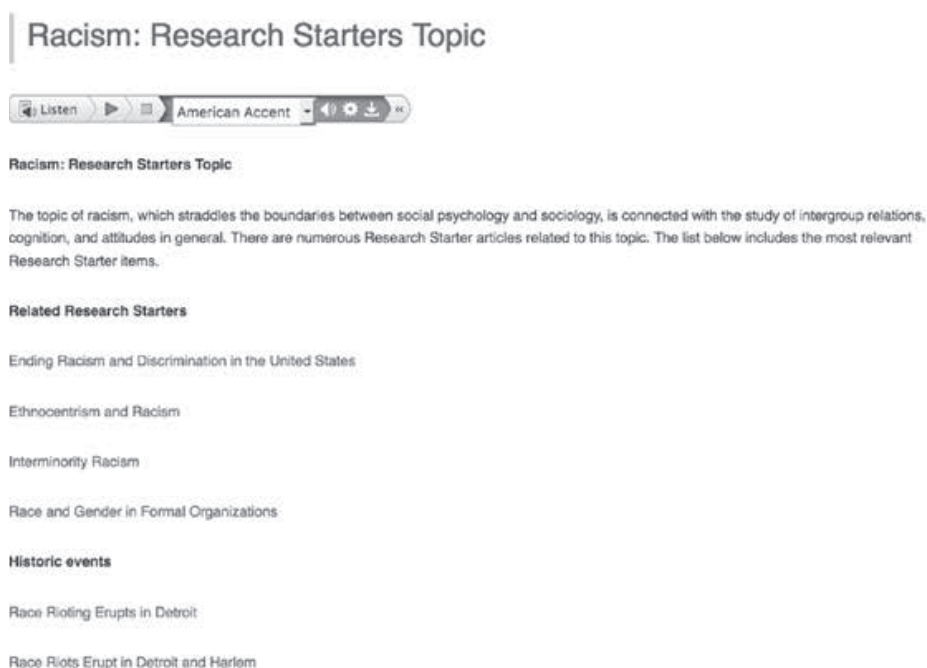 Racism: Research Starters Topic
Listen American Accent «
Racism: Research Starters Topic
The topic of racism, which straddles the boundaries between social psychology and sociology, is connected with the study of intergroup relations,
cognition, and attitudes in general. There are numerous Research Starter articles related to this topic. The list below includes the most relevant
Research Starter items.
Related Research Starters
Ending Racism and Discrimination in the United States
Ethnocentrism and Racism
Interminority Racism
Race and Gender in Formal Organizations
Historic events
Race Rioting Erupts in Detroit
Race Riots Erupt in Detroit and Harlem